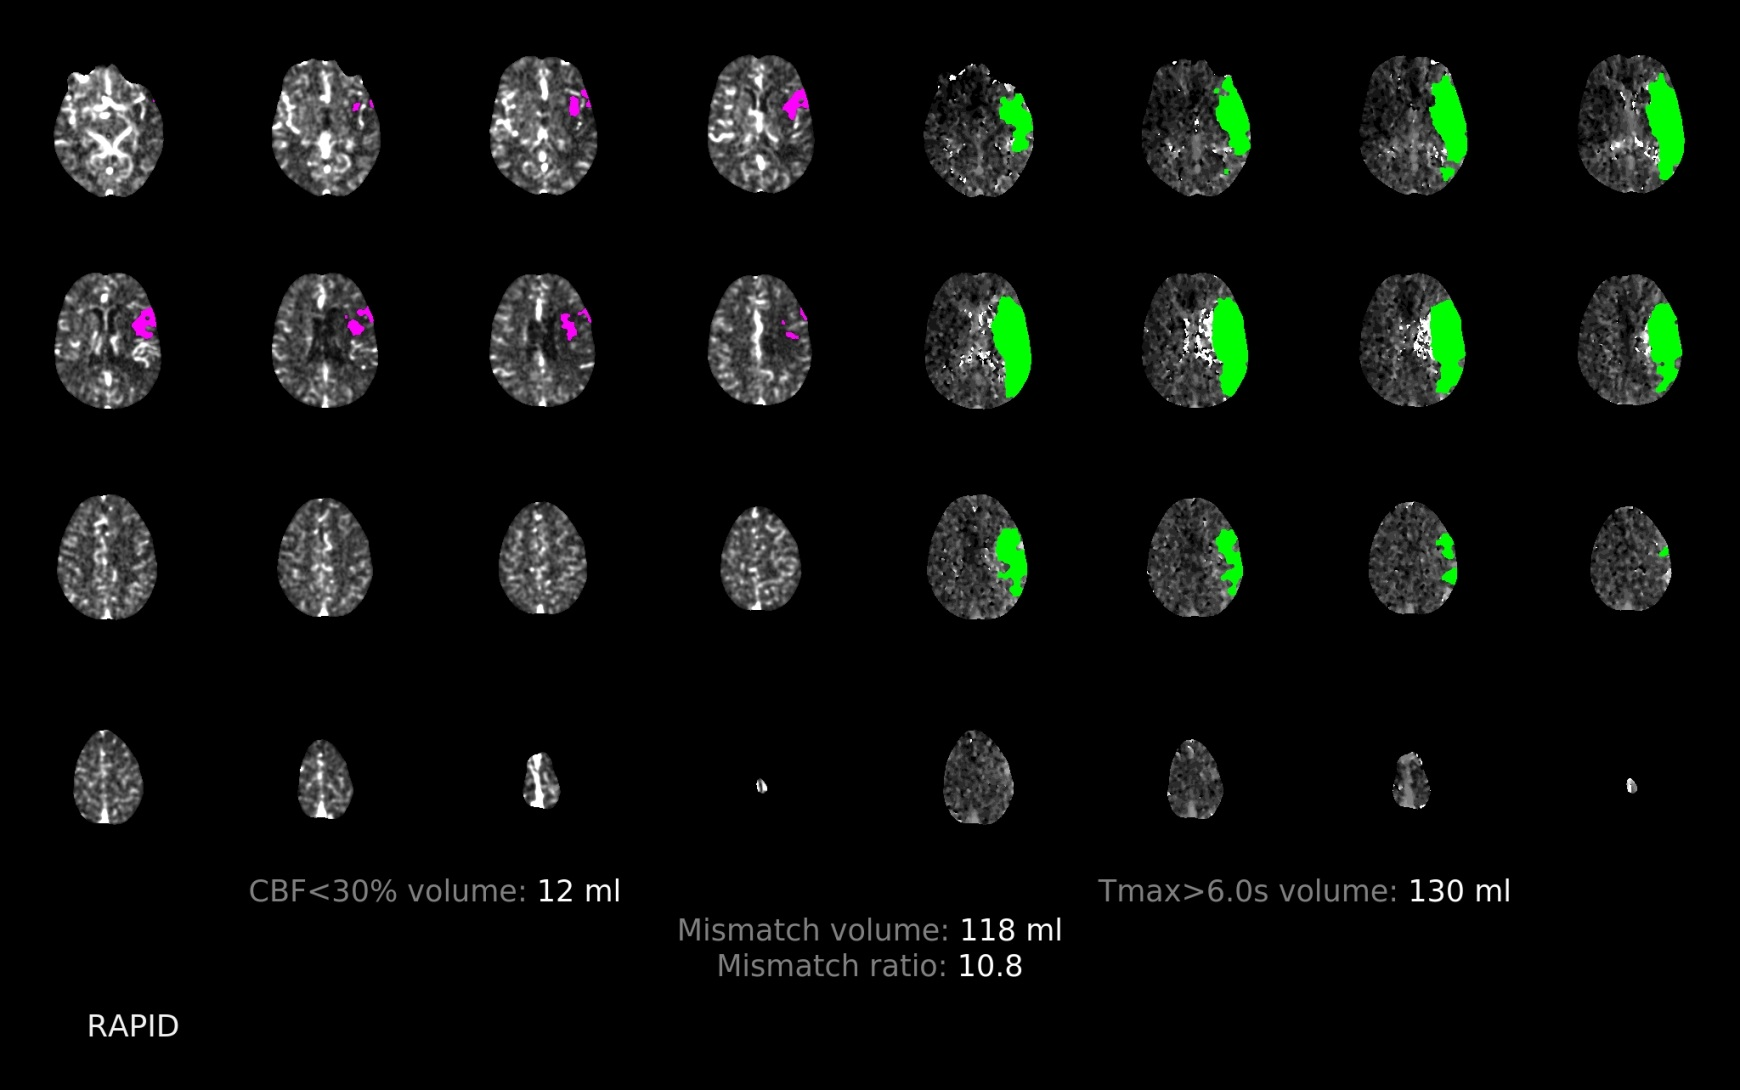 CBF<30% volume: 12 ml
Tmax>6.0s volume: 130 ml
Mismatch volume: 118 ml
Mismatch ratio: 10.8
RAPID